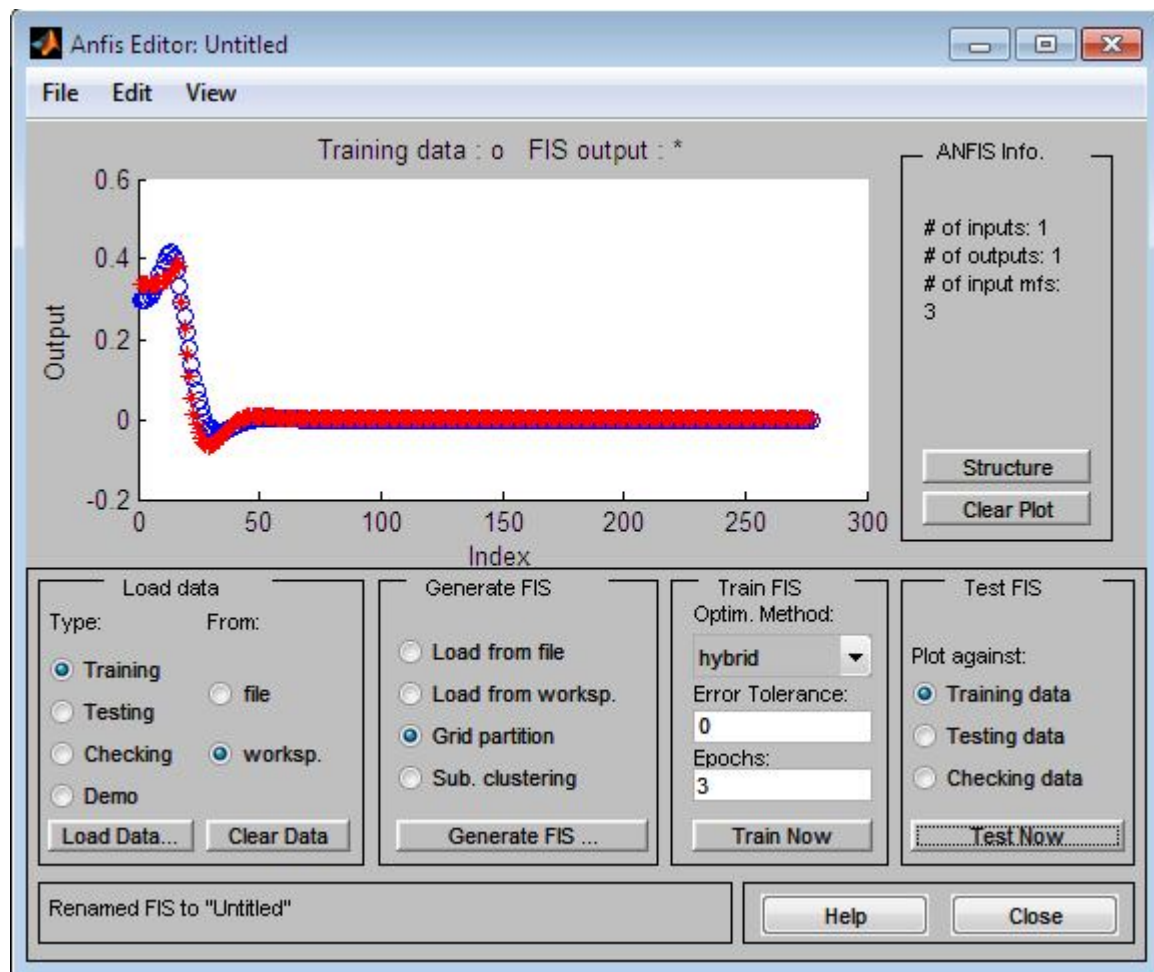 Anfis Editor: Untitled
File Edit View
Training data : o FIS output : *
0.6
0.4
0.2
0
-0.2
Output
0 50 100 150 200 250 300
Index
ANFIS Info.
# of inputs: 1
# of outputs: 1
# of input mfs:
3
Structure
Clear Plot
Load data
Type: From:
Training
Testing
Checking
Demo
file
worksp.
Load Data... Clear Data
Generate FIS
Load from file
Load from worksp.
Grid partition
Sub. clustering
Generate FIS ...
Train FIS
Optim. Method:
hybrid
Error Tolerance:
0
Epochs:
3
Train Now
Test FIS
Plot against:
Training data
Testing data
Checking data
Test Now
Renamed FIS to "Untitled"
Help Close